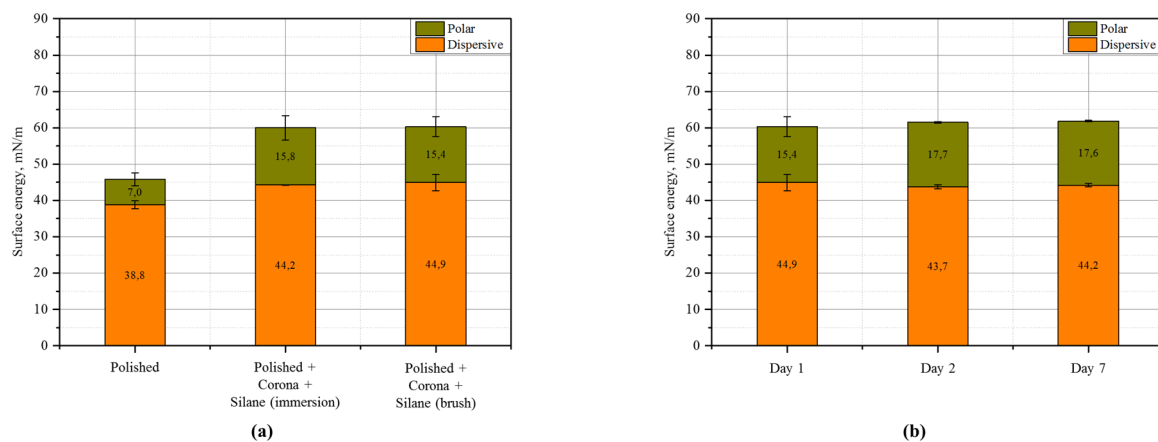 90
80
70
60
50
40
30
20
10
0
Surface energy, mN/m
Polar
Dispersive
7,0
38,8
15,8
44,2
15,4
44,9
Polished
Polished +
Corona +
Silane (immersion)
Polished +
Corona +
Silane (brush)
(a)
90
80
70
60
50
40
30
20
10
0
Surface energy, mN/m
Polar
Dispersive
15,4
44,9
17,7
43,7
17,6
44,2
Day 1
Day 2
Day 7
(b)